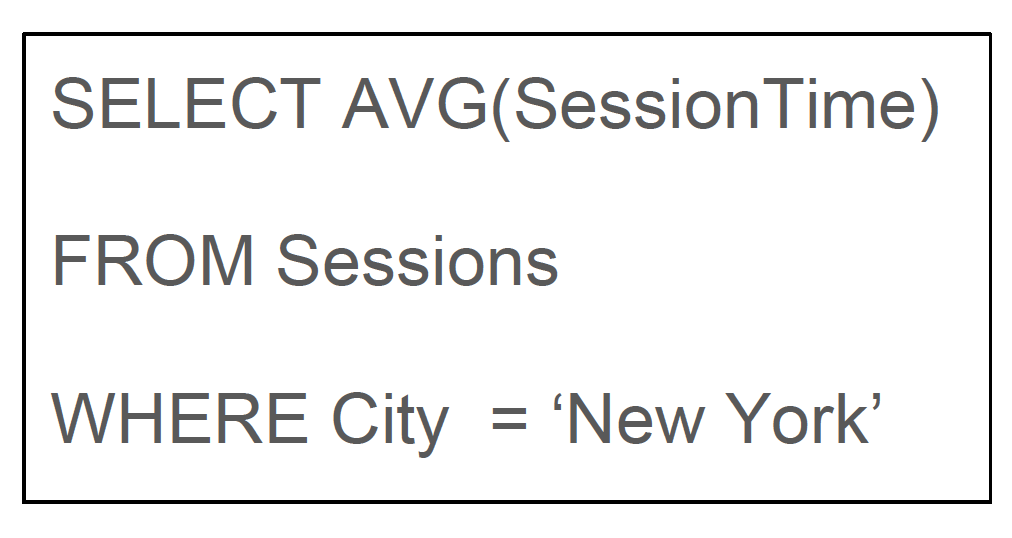 SELECT AVG(SessionTime)
FROM Sessions
WHERE City  = ‘New York’